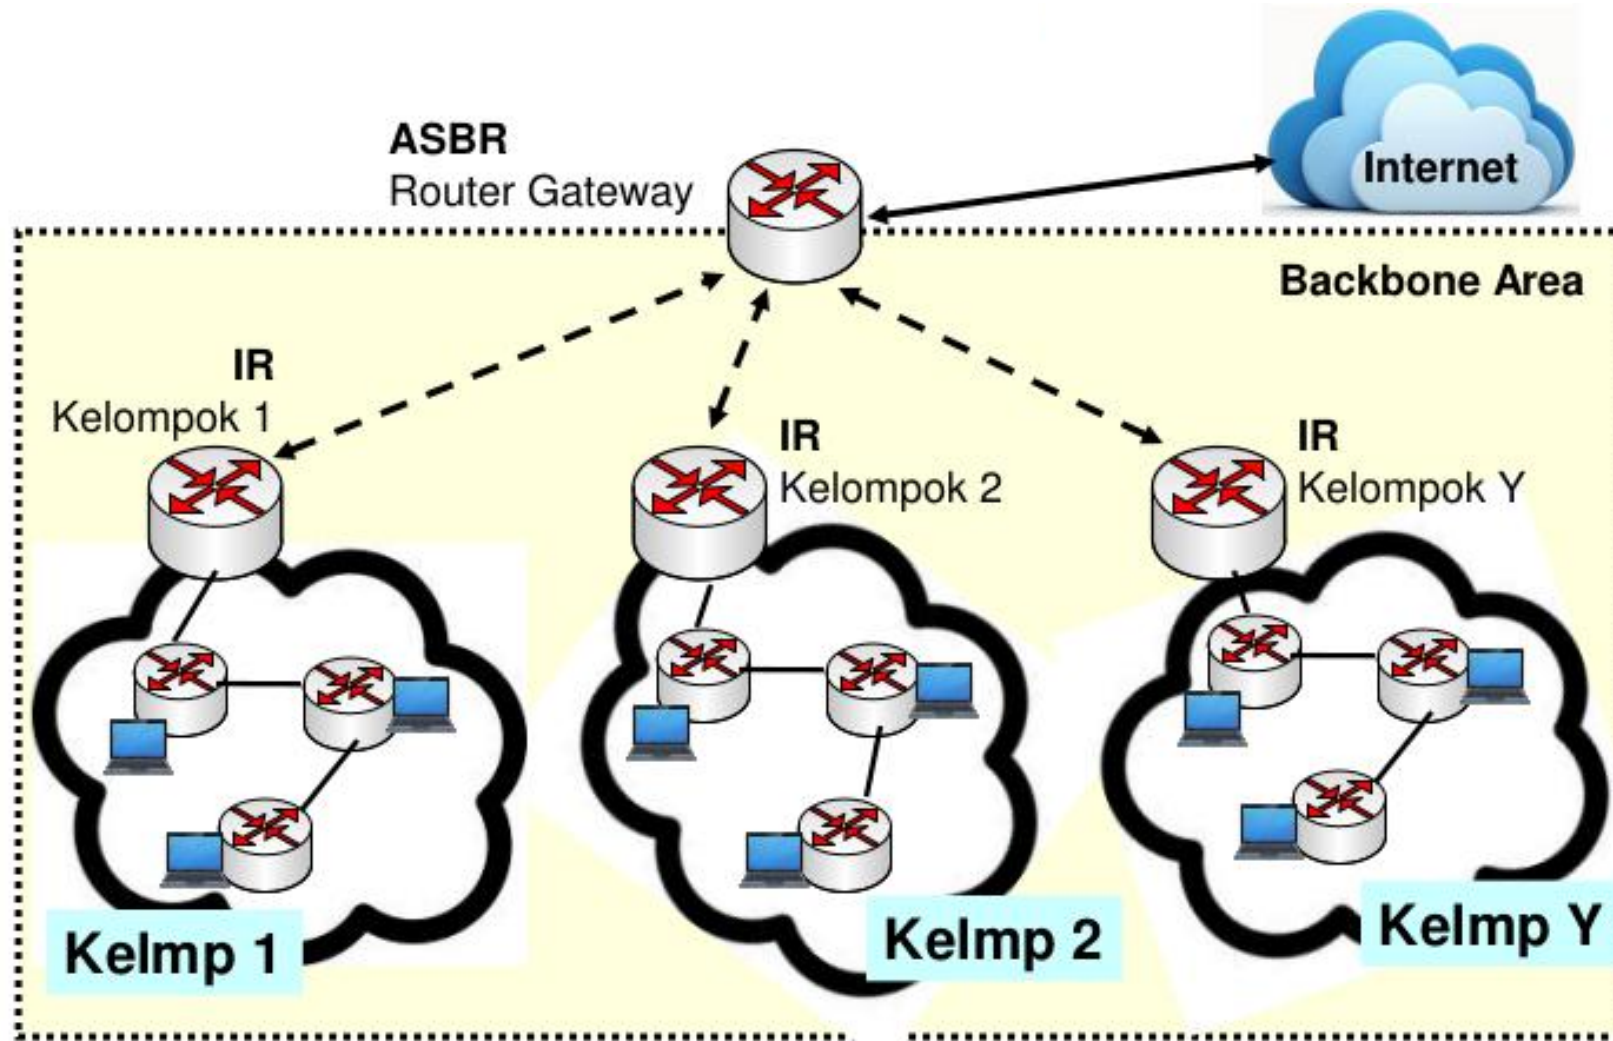 ASBR
Router Gateway
Internet
Backbone Area
IR
Kelompok 1
IR
Kelompok 2
IR
Kelompok Y
Kelmp 1
Kelmp 2
Kelmp Y